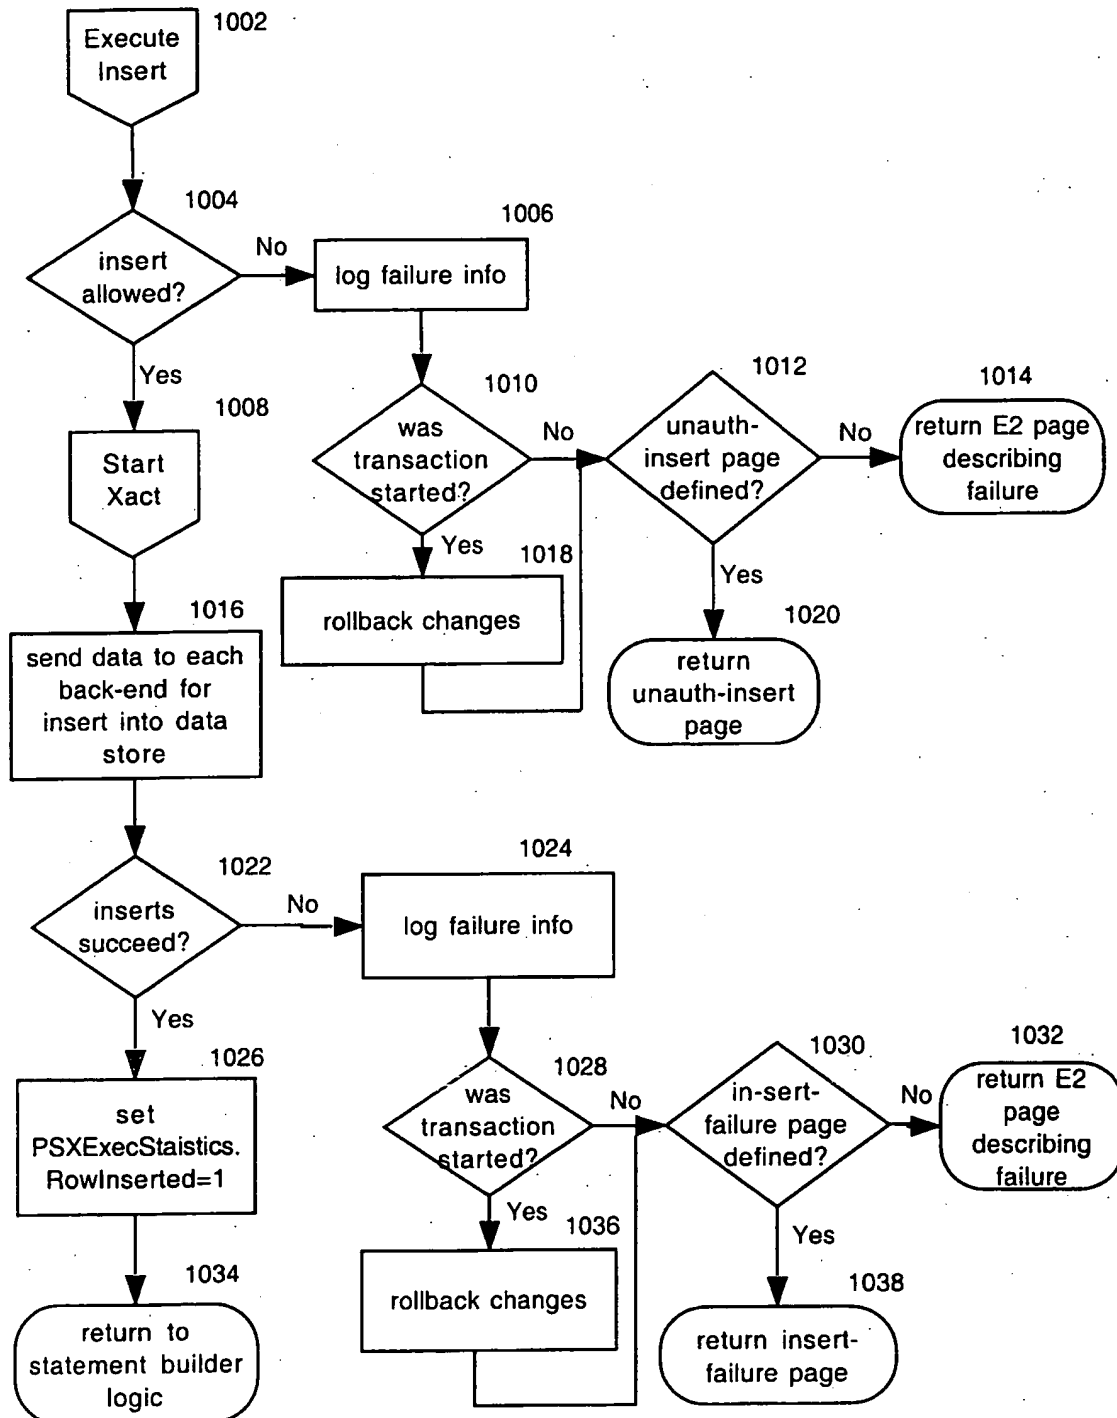 1002
Execute
Insert
1004
insert
allowed?
No
1006
log failure info
Yes
1008
Start
Xact
1010
was
transaction
started?
No
1012
unauth-
insert page
defined?
No
1014
return E2 page
describing
failure
Yes
1018
rollback changes
Yes
1020
return
unauth-insert
page
1016
send data to each
back-end for
insert into data
store
1022
inserts
succeed?
No
1024
log failure info
Yes
1026
set
PSXExecStaistics.
RowInserted=1
1028
was
transaction
started?
No
1030
in-sert-
failure page
defined?
No
1032
return E2
page
describing
failure
Yes
1036
rollback changes
Yes
1038
return insert-
failure page
1034
return to
statement builder
logic